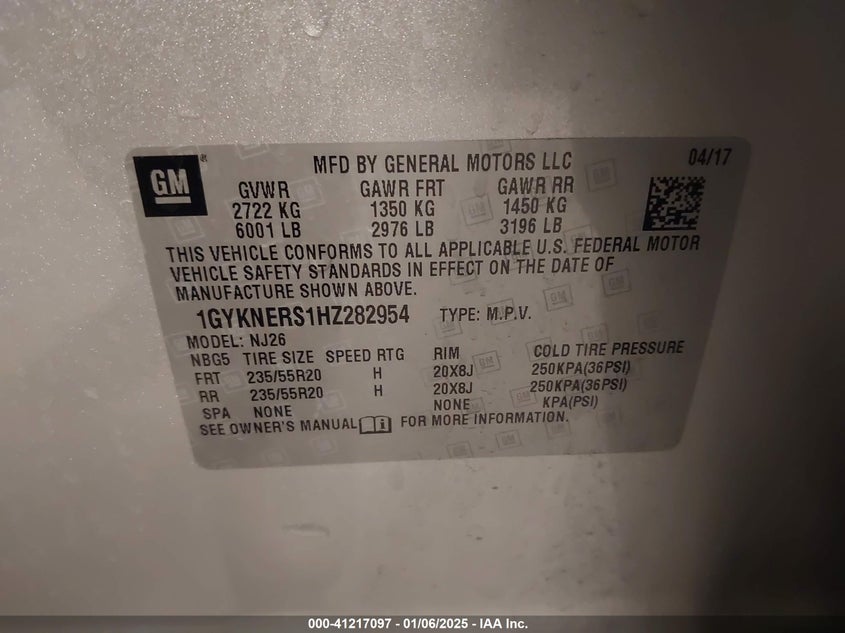 GM
MFD BY GENERAL MOTORS LLC 04/17
GVWR GAWR FRT GAWR RR
2722 KG 1350 KG 1450 KG
6001 LB 2976 LB 3196 LB
THIS VEHICLE CONFORMS TO ALL APPLICABLE U.S. FEDERAL MOTOR
VEHICLE SAFETY STANDARDS IN EFFECT ON THE DATE OF
MANUFACTURE SHOWN ABOVE.
1GYKNERS1HZ282954 TYPE: M.P.V.
MODEL: NJ26
NBG5 TIRE SIZE SPEED RTG RIM COLD TIRE PRESSURE
FRT 235/55R20 H 20X8J 250KPA(36PSI)
RR 235/55R20 H 20X8J 250KPA(36PSI)
SPA NONE NONE KPA(PSI)
SEE OWNER'S MANUAL FOR MORE INFORMATION.
000-41217097 - 01/06/2025 - IAA Inc.